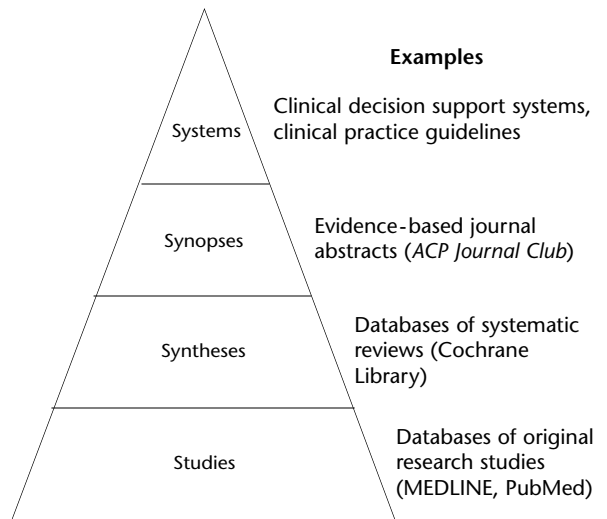 Examples
Clinical decision support systems,
clinical practice guidelines
Systems
Evidence-based journal
abstracts (ACP Journal Club)
Synopses
Databases of systematic
reviews (Cochrane
Library)
Syntheses
Databases of original
research studies
(MEDLINE, PubMed)
Studies